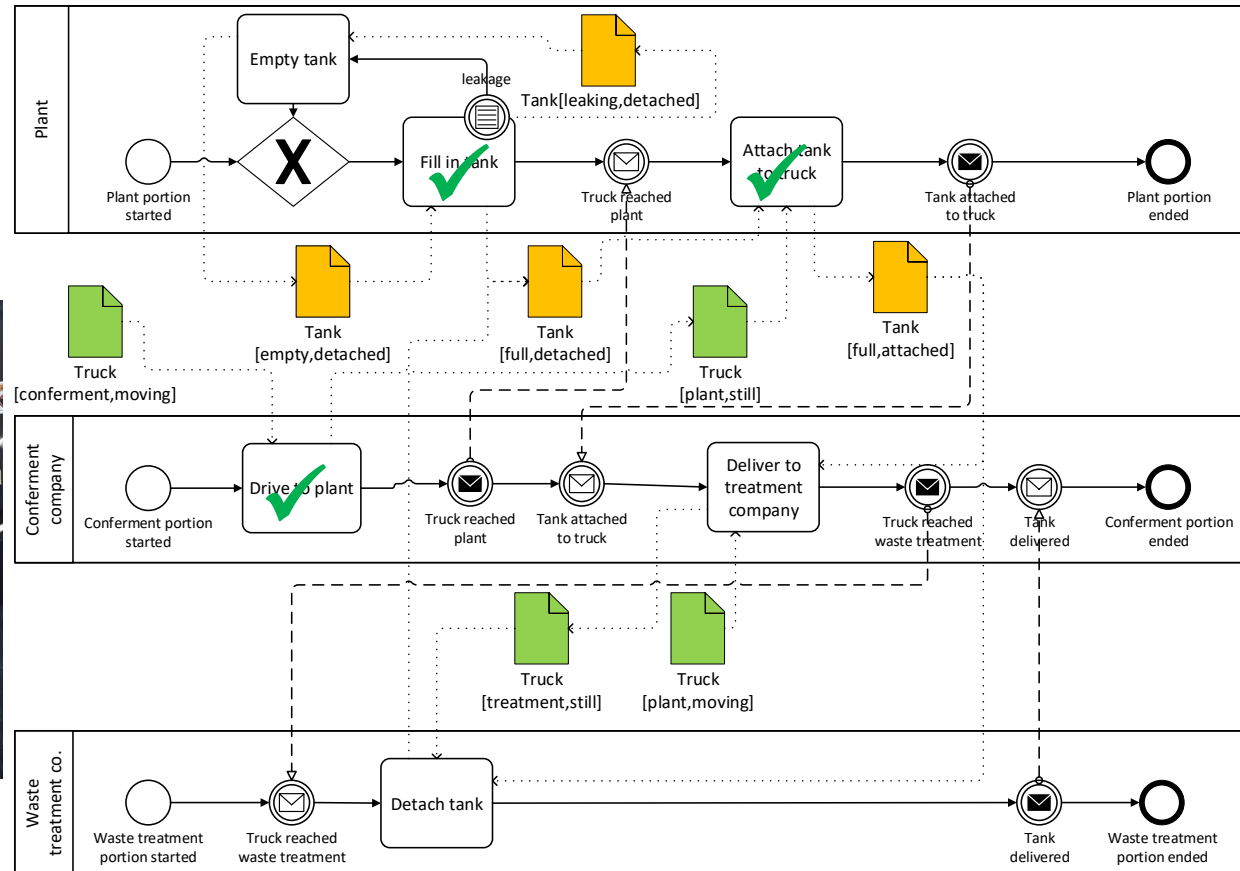 Plant
Empty tank
leakage
Tank[leaking,detached]
X
Fill in tank
Attach tank
to truck
Plant portion
started
Truck reached
plant
Tank attached
to truck
Plant portion
ended
Truck
[conferment,moving]
Tank
[empty,detached]
Tank
[full,detached]
Truck
[plant,still]
Tank
[full,attached]
Conferment
company
Drive to plant
Deliver to
treatment
company
Conferment portion
started
Truck reached
plant
Tank attached
to truck
Truck reached
waste treatment
Tank
delivered
Conferment portion
ended
Truck
[treatment,still]
Truck
[plant,moving]
Waste
treatment co.
Detach tank
Waste treatment
portion started
Truck reached
waste treatment
Tank
delivered
Waste treatment
portion ended